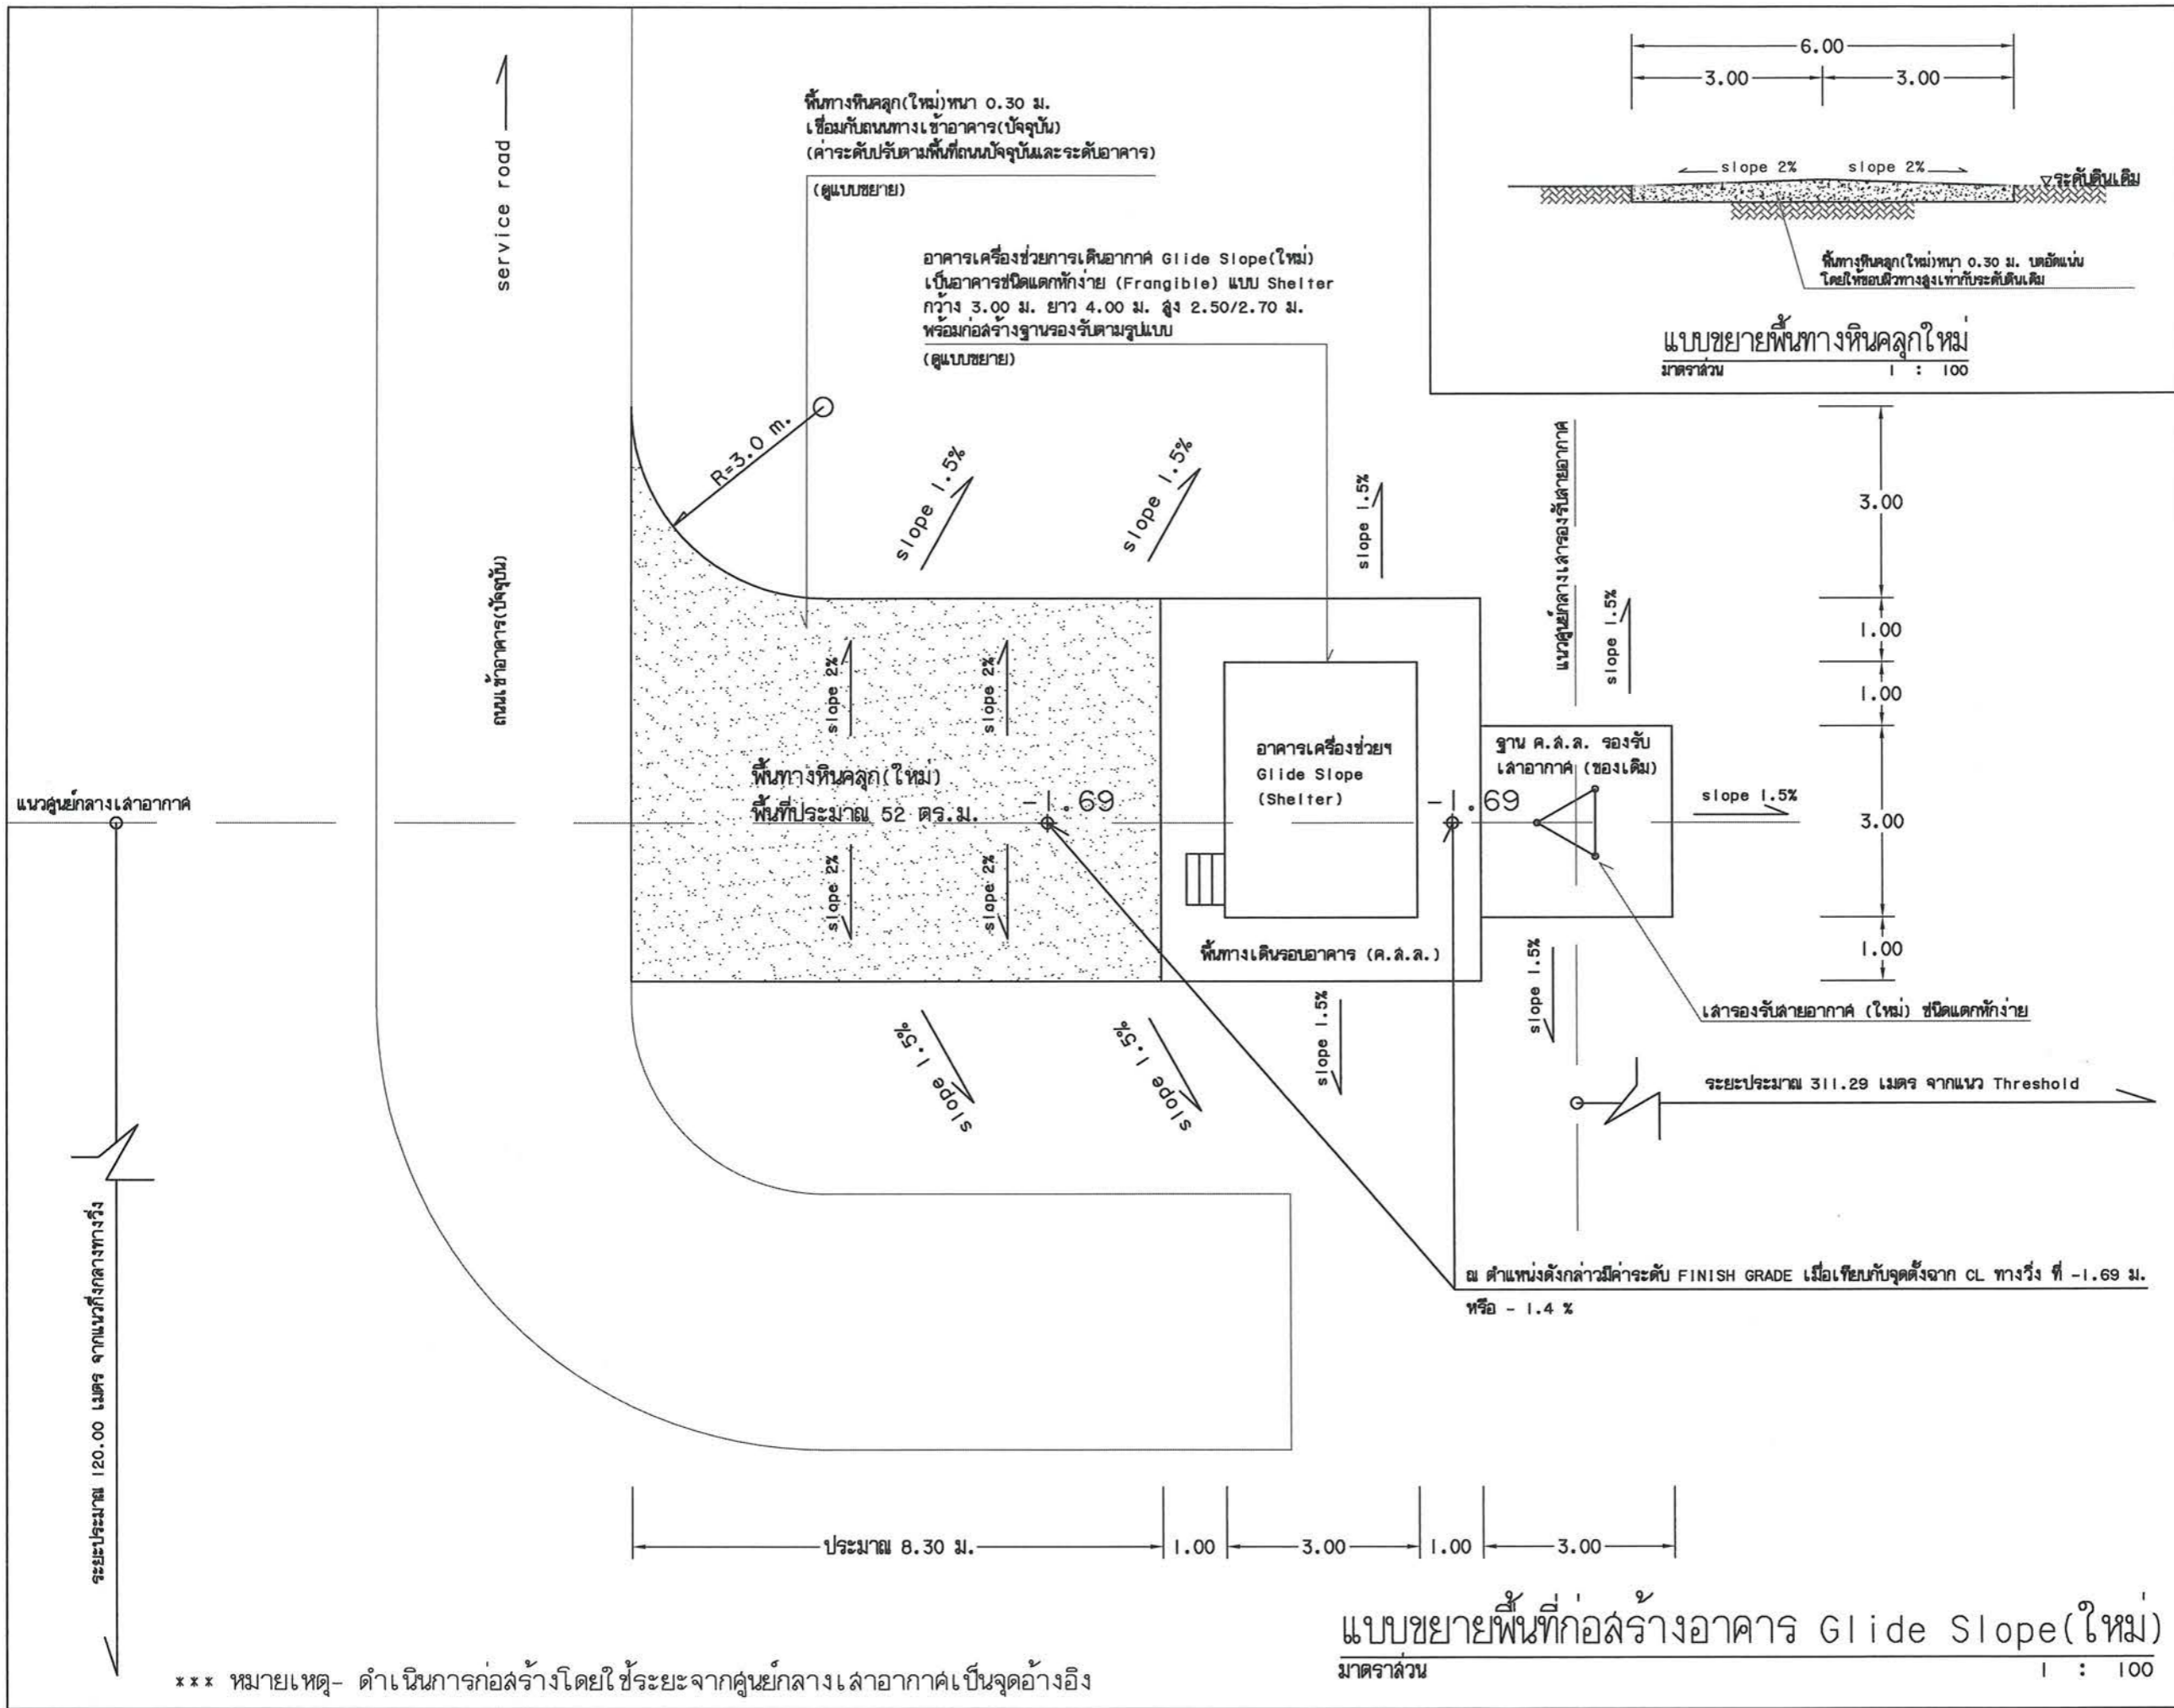 service road
ถนนเข้าอาคาร(ปัจจุบัน)
พื้นทางหินคลุก(ใหม่)หนา 0.30 ม.
เชื่อมกับถนนทางเข้าอาคาร(ปัจจุบัน)
(ค่าระดับปรับตามพื้นที่ถนนปัจจุบันและระดับอาคาร)
(ดูแบบขยาย)
อาคารเครื่องช่วยการเดินอากาศ Glide Slope(ใหม่)
เป็นอาคารชนิดแตกหักง่าย (Frangible) แบบ Shelter
กว้าง 3.00 ม. ยาว 4.00 ม. สูง 2.50/2.70 ม.
พร้อมก่อสร้างฐานรองรับตามรูปแบบ
(ดูแบบขยาย)
6.00
3.00
3.00
slope 2%
slope 2%
ระดับดินเดิม
พื้นทางหินคลุก(ใหม่)หนา 0.30 ม. บดอัดแน่น
โดยให้ขอบผิวทางสูงเท่ากับระดับดินเดิม
แบบขยายพื้นทางหินคลุกใหม่
มาตราส่วน 1 : 100
R=3.0 m.
slope 1.5%
slope 1.5%
slope 1.5%
แนวศูนย์กลางเสารองรับสายอากาศ
slope 1.5%
3.00
1.00
1.00
3.00
1.00
slope 2%
slope 2%
พื้นทางหินคลุก(ใหม่)
พื้นที่ประมาณ 52 ตร.ม.
-1.69
slope 2%
slope 2%
อาคารเครื่องช่วยฯ
Glide Slope
(Shelter)
-1.69
ฐาน ค.ส.ล. รองรับ
เสาอากาศ (ของเดิม)
slope 1.5%
แนวศูนย์กลางเสาอากาศ
พื้นทางเดินรอบอาคาร (ค.ส.ล.)
slope 1.5%
slope 1.5%
slope 1.5%
slope 1.5%
เสารองรับสายอากาศ (ใหม่) ชนิดแตกหักง่าย
ระยะประมาณ 311.29 เมตร จากแนว Threshold
ณ ตำแหน่งดังกล่าวมีค่าระดับ FINISH GRADE เมื่อเทียบกับจุดตั้งฉาก CL ทางวิ่ง ที่ -1.69 ม.
หรือ - 1.4 %
ระยะประมาณ 120.00 เมตร จากแนวกึ่งกลางทางวิ่ง
ประมาณ 8.30 ม.
1.00
3.00
1.00
3.00
แบบขยายพื้นที่ก่อสร้างอาคาร Glide Slope(ใหม่)
มาตราส่วน 1 : 100
*** หมายเหตุ- ดำเนินการก่อสร้างโดยใช้ระยะจากศูนย์กลางเสาอากาศเป็นจุดอ้างอิง